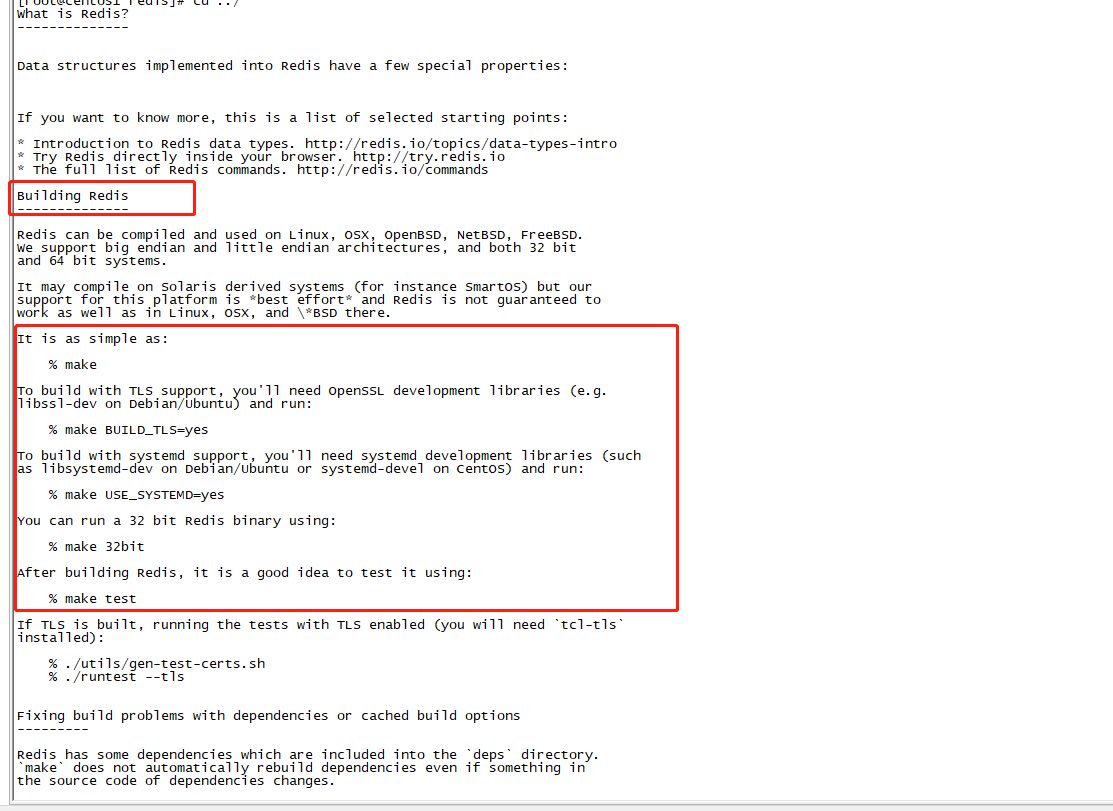 [root@centos1 redis]# cd ../
What is Redis?
--------------
Data structures implemented into Redis have a few special properties:
If you want to know more, this is a list of selected starting points:
* Introduction to Redis data types. http://redis.io/topics/data-types-intro
* Try Redis directly inside your browser. http://try.redis.io
* The full list of Redis commands. http://redis.io/commands
Building Redis
--------------
Redis can be compiled and used on Linux, OSX, OpenBSD, NetBSD, FreeBSD.
We support big endian and little endian architectures, and both 32 bit
and 64 bit systems.
It may compile on Solaris derived systems (for instance SmartOS) but our
support for this platform is *best effort* and Redis is not guaranteed to
work as well as in Linux, OSX, and \*BSD there.
It is as simple as:
% make
To build with TLS support, you'll need OpenSSL development libraries (e.g.
libssl-dev on Debian/Ubuntu) and run:
% make BUILD_TLS=yes
To build with systemd support, you'll need systemd development libraries (such
as libsystemd-dev on Debian/Ubuntu or systemd-devel on CentOS) and run:
% make USE_SYSTEMD=yes
You can run a 32 bit Redis binary using:
% make 32bit
After building Redis, it is a good idea to test it using:
% make test
If TLS is built, running the tests with TLS enabled (you will need `tcl-tls`
installed):
% ./utils/gen-test-certs.sh
% ./runtest --tls
Fixing build problems with dependencies or cached build options
---------
Redis has some dependencies which are included into the `deps` directory.
`make` does not automatically rebuild dependencies even if something in
the source code of dependencies changes.